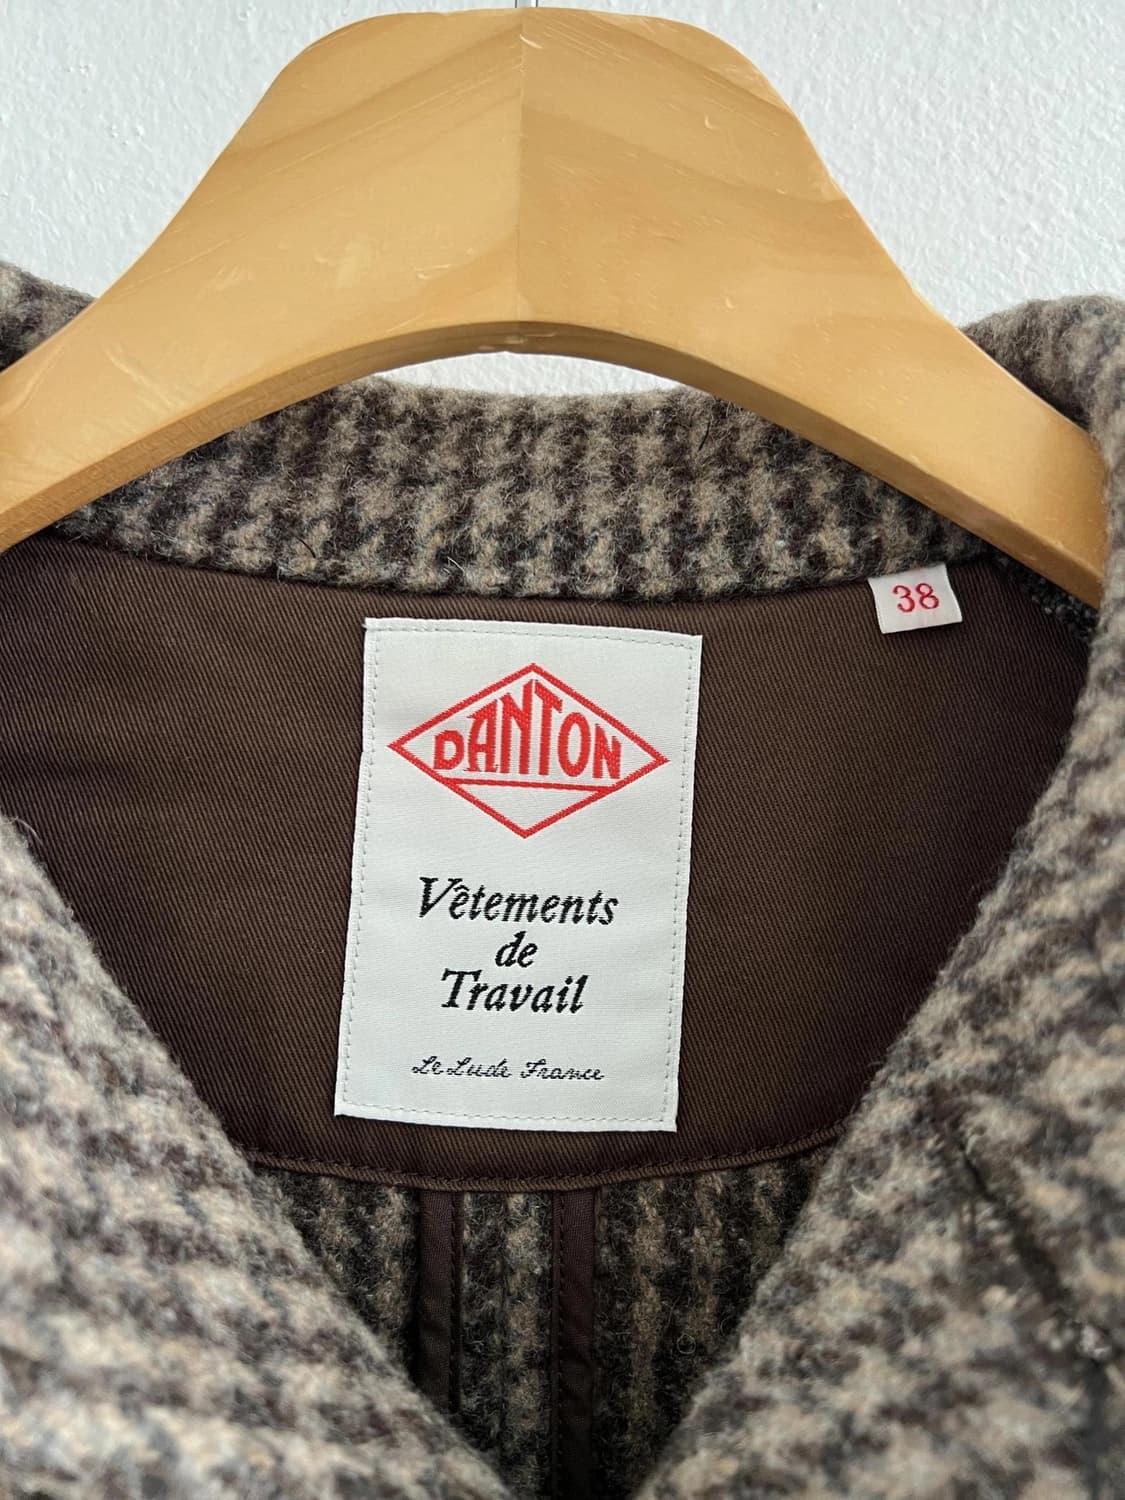 38
DANTON
Vêtements
de
Travail
Le Lude France